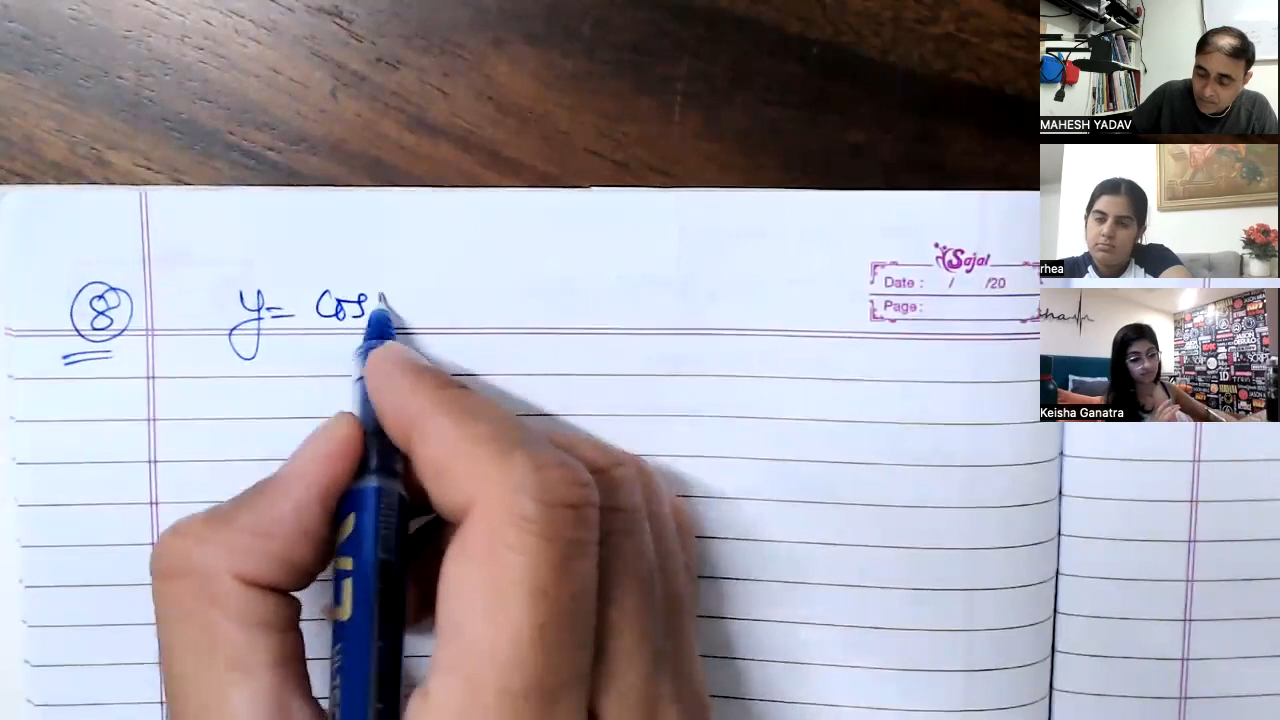 8 y = cos
Sajal
Date : / /20
Page:
MAHESH YADAV
rhea
Keisha Ganatra